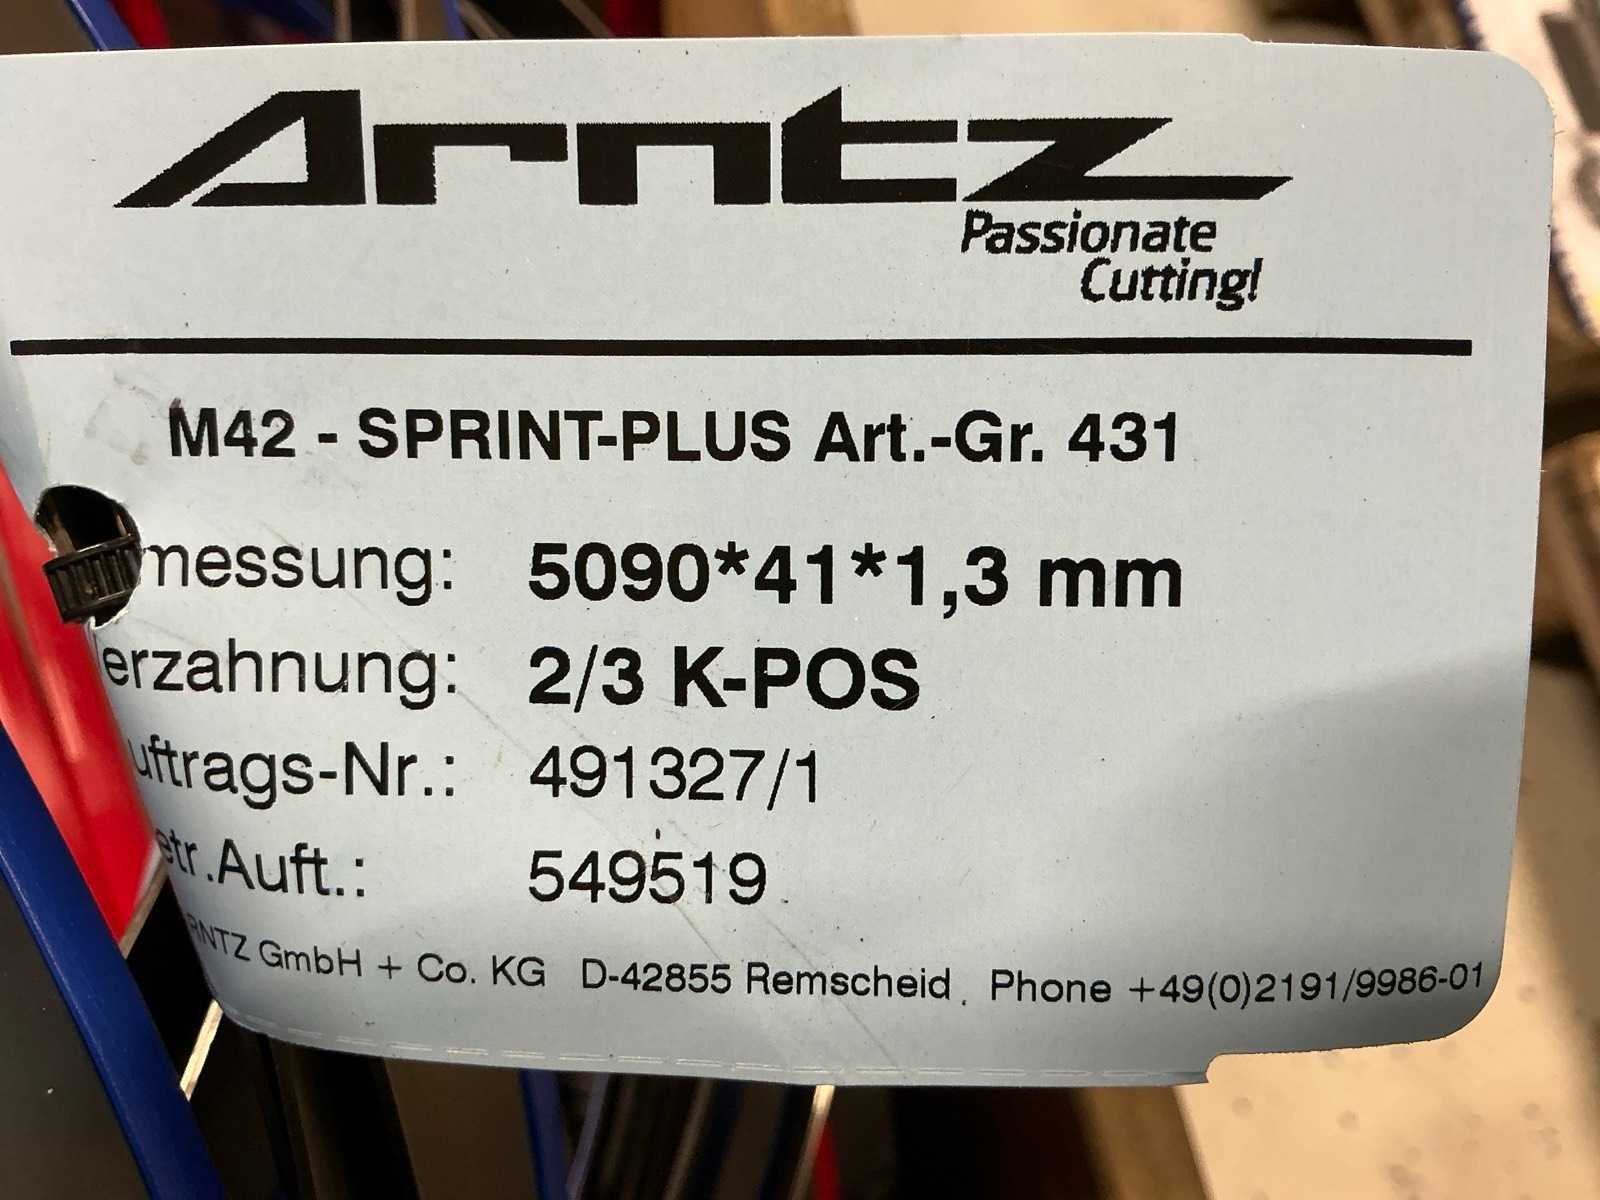 Arntz
Passionate
Cutting!
M42 - SPRINT-PLUS Art.-Gr. 431
messung: 5090*41*1,3 mm
erzahnung: 2/3 K-POS
uftrags-Nr.: 491327/1
etr.Auft.: 549519
RNTZ GmbH + Co. KG D-42855 Remscheid, Phone +49(0)2191/9986-01